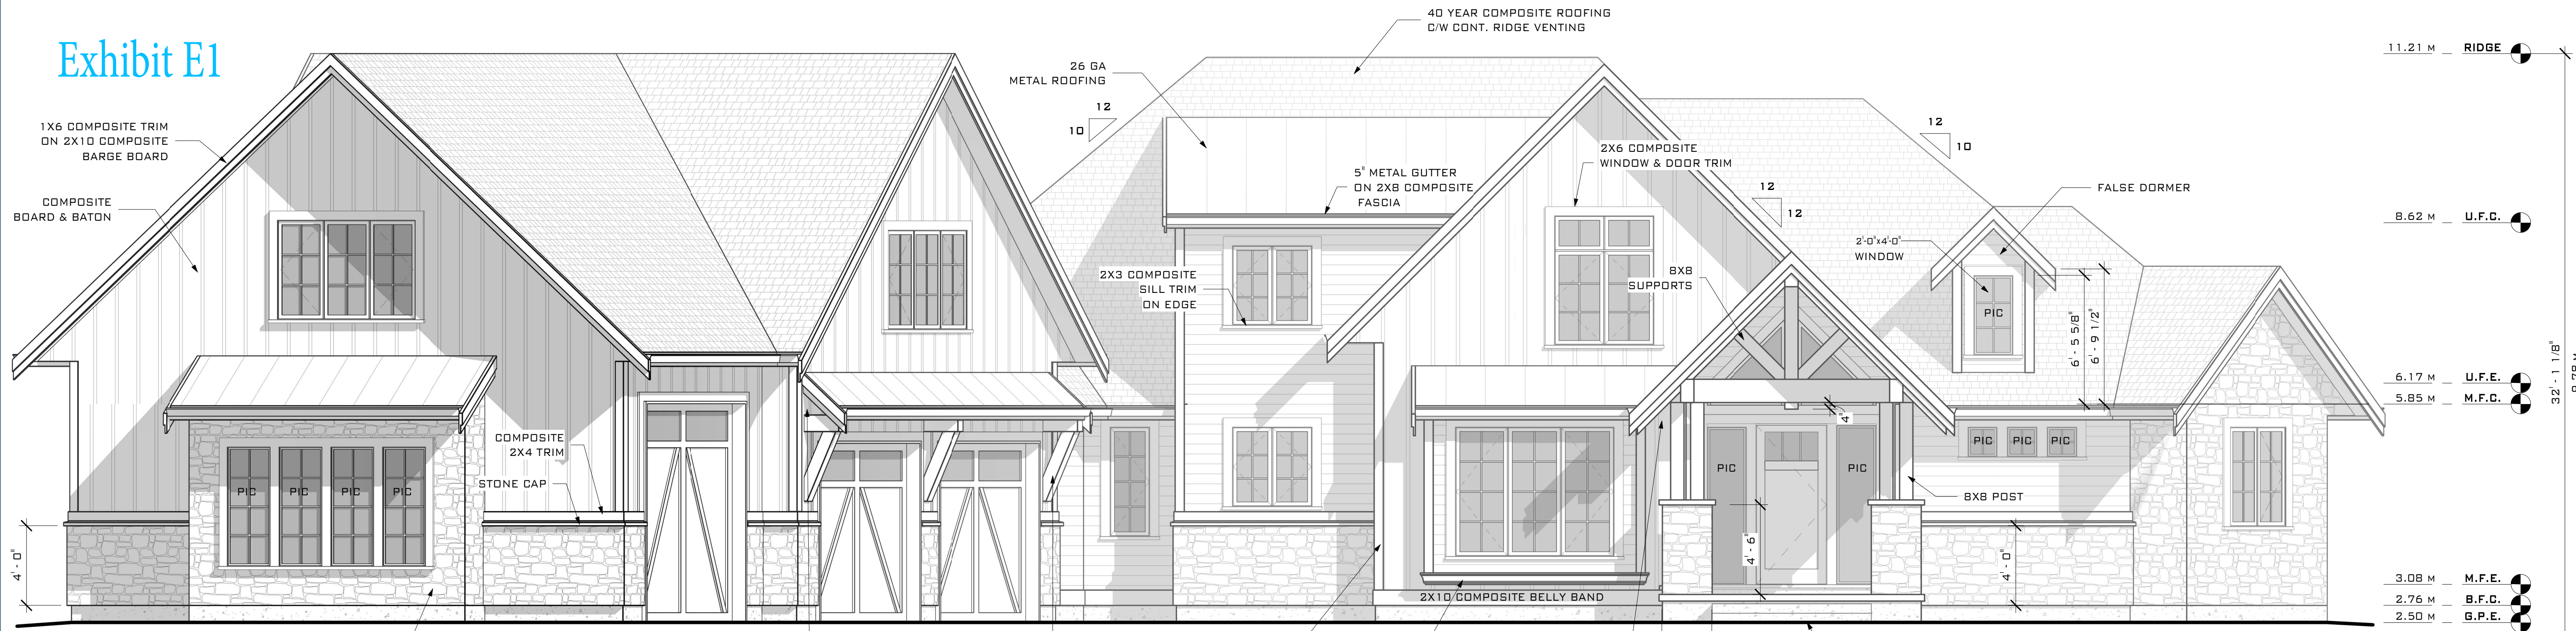 Exhibit E1
40 YEAR COMPOSITE ROOFING
C/W CONT. RIDGE VENTING
26 GA
METAL ROOFING
12
10
1X6 COMPOSITE TRIM
ON 2X10 COMPOSITE
BARGE BOARD
COMPOSITE
BOARD & BATON
5" METAL GUTTER
ON 2X8 COMPOSITE
FASCIA
2X6 COMPOSITE
WINDOW & DOOR TRIM
12
12
12
10
FALSE DORMER
2'-0"x4'-0"
WINDOW
PIC
6' - 5 5/8"
6' - 9 1/2"
2X3 COMPOSITE
SILL TRIM
ON EDGE
8X8
SUPPORTS
4"
COMPOSITE
2X4 TRIM
STONE CAP
PIC
PIC
PIC
PIC
4' - 0"
PIC
PIC
PIC
PIC
PIC
8X8 POST
4' - 6"
4' - 0"
2X10 COMPOSITE BELLY BAND
11.21 M
RIDGE
8.62 M
U.F.C.
6.17 M
U.F.E.
5.85 M
M.F.C.
3.08 M
M.F.E.
2.76 M
B.F.C.
2.50 M
G.P.E.
32' - 1 1/8"